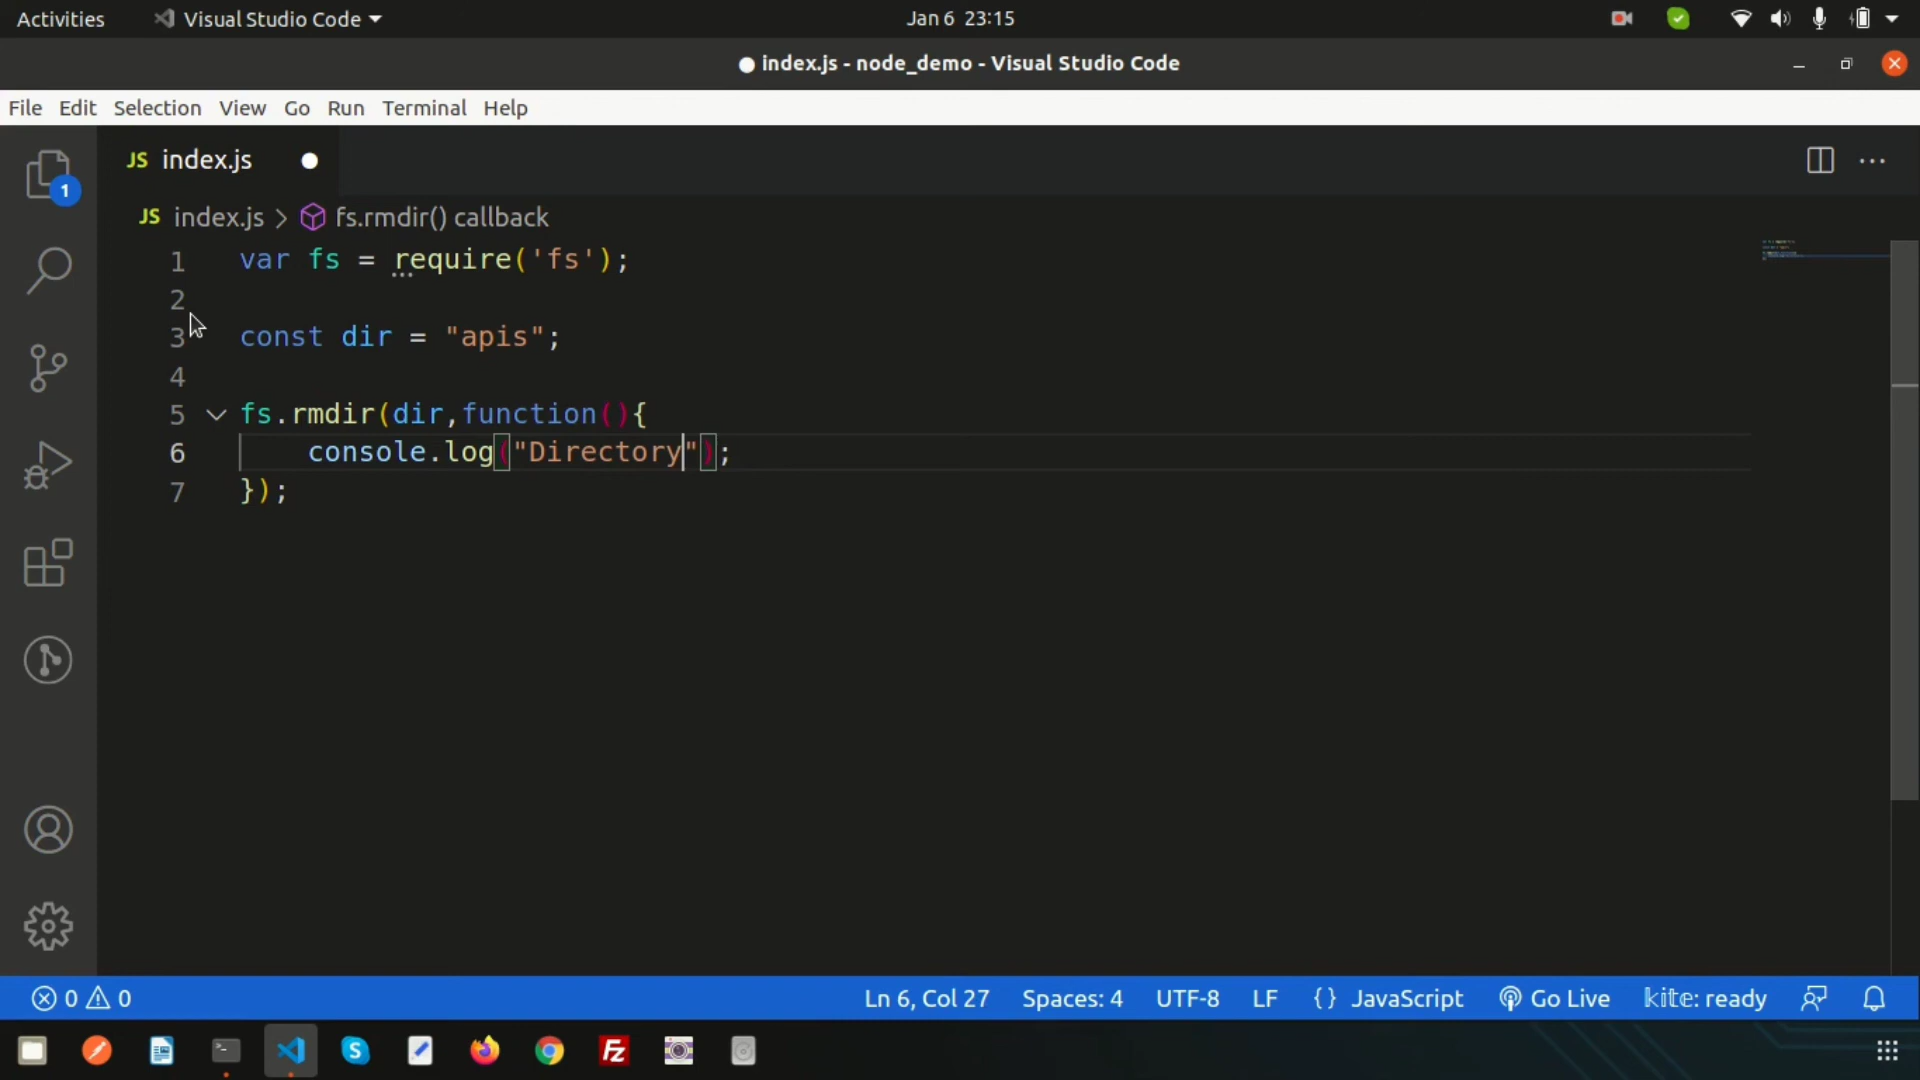 Activities Visual Studio Code Jan 6 23:15
● index.js - node_demo - Visual Studio Code
File Edit Selection View Go Run Terminal Help
JS index.js
1
JS index.js > fs.rmdir() callback
1 var fs = require('fs');
2
3 const dir = "apis";
4
5 fs.rmdir(dir,function(){
6 console.log("Directory");
7 });
0 0 Ln 6, Col 27 Spaces: 4 UTF-8 LF {} JavaScript Go Live kite: ready
S Fz